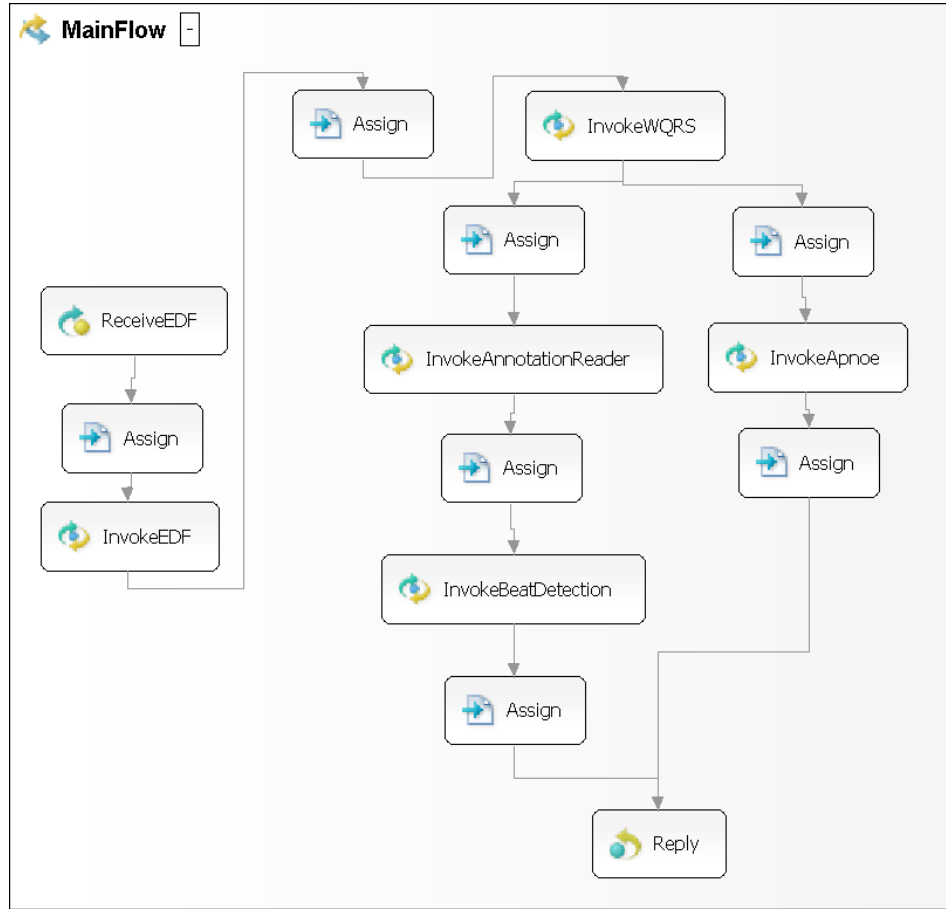 MainFlow -
ReceiveEDF
Assign
InvokeEDF
Assign
InvokeWQRS
Assign
InvokeAnnotationReader
Assign
InvokeBeatDetection
Assign
Assign
InvokeApnoe
Assign
Reply